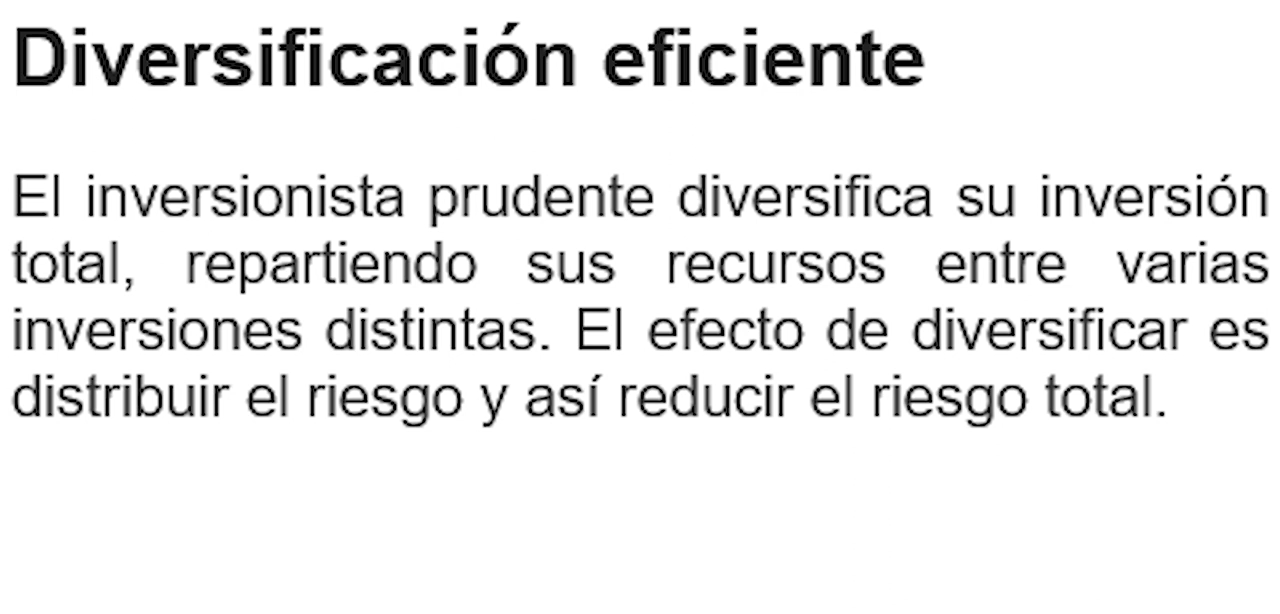 Diversificación eficiente
El inversionista prudente diversifica su inversión
total, repartiendo sus recursos entre varias
inversiones distintas. El efecto de diversificar es
distribuir el riesgo y así reducir el riesgo total.